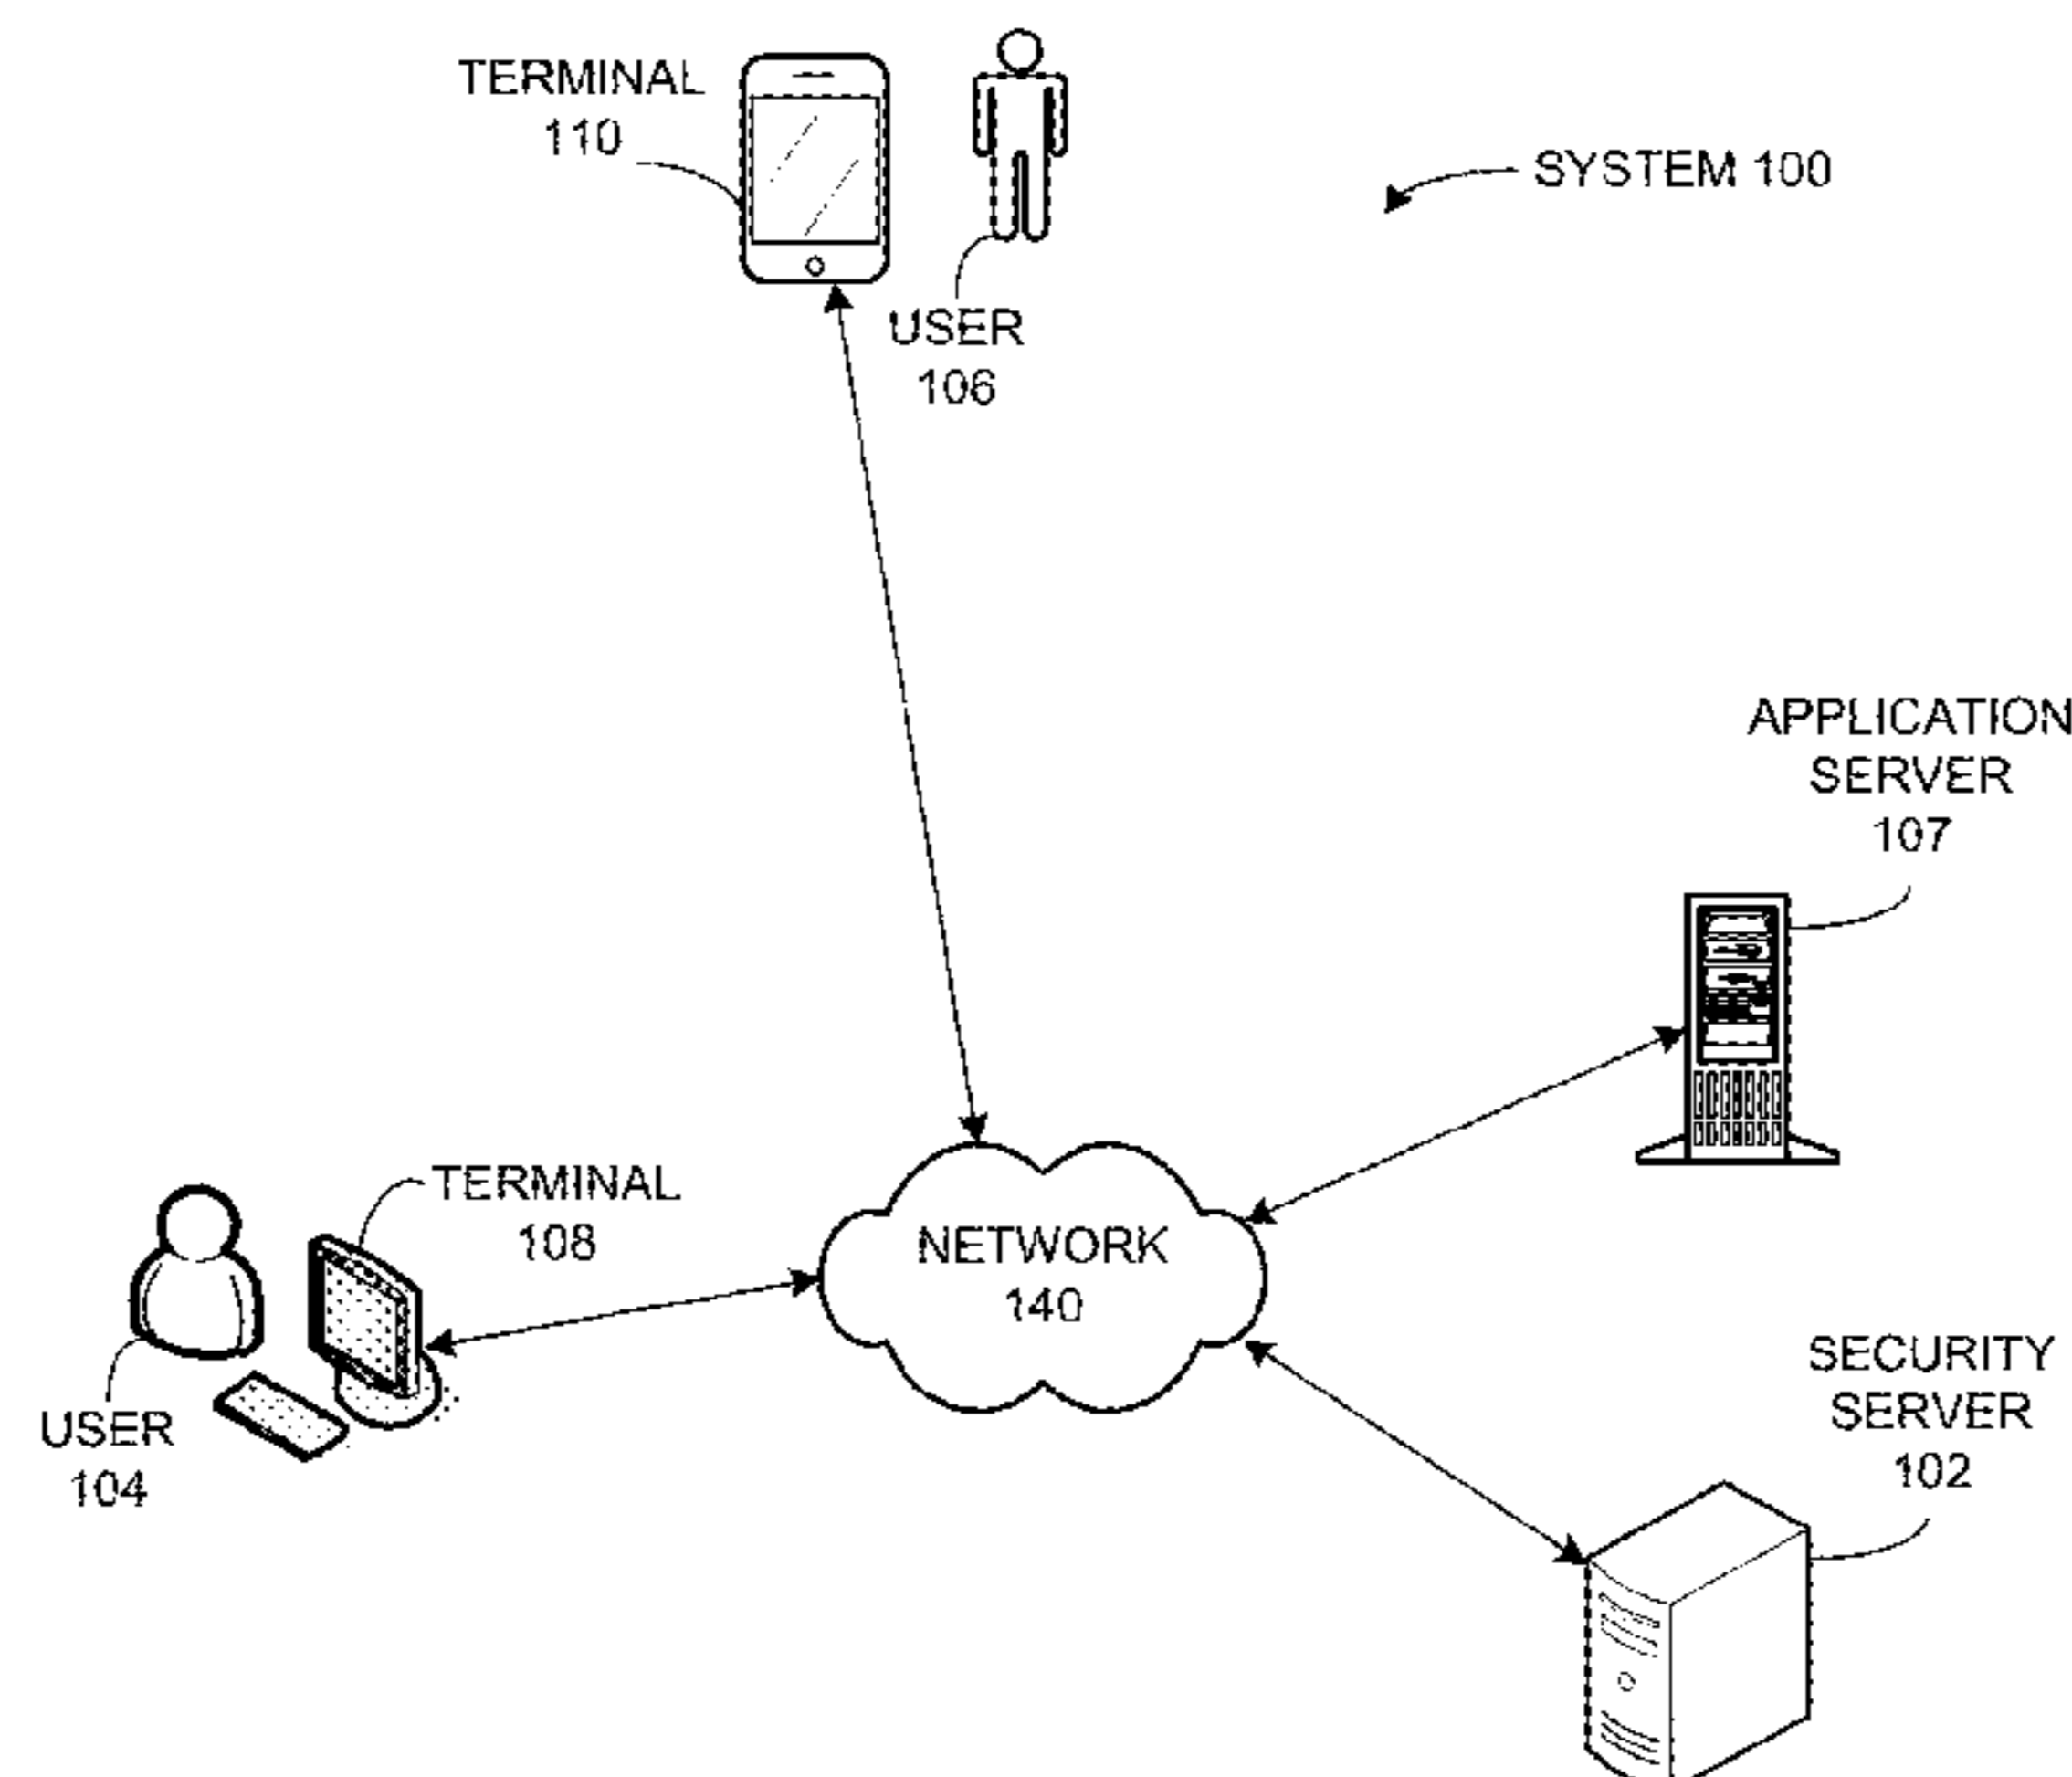 TERMINAL
110
SYSTEM 100
USER
106
APPLICATION
SERVER
107
TERMINAL
108
NETWORK
140
USER
104
SECURITY
SERVER
102